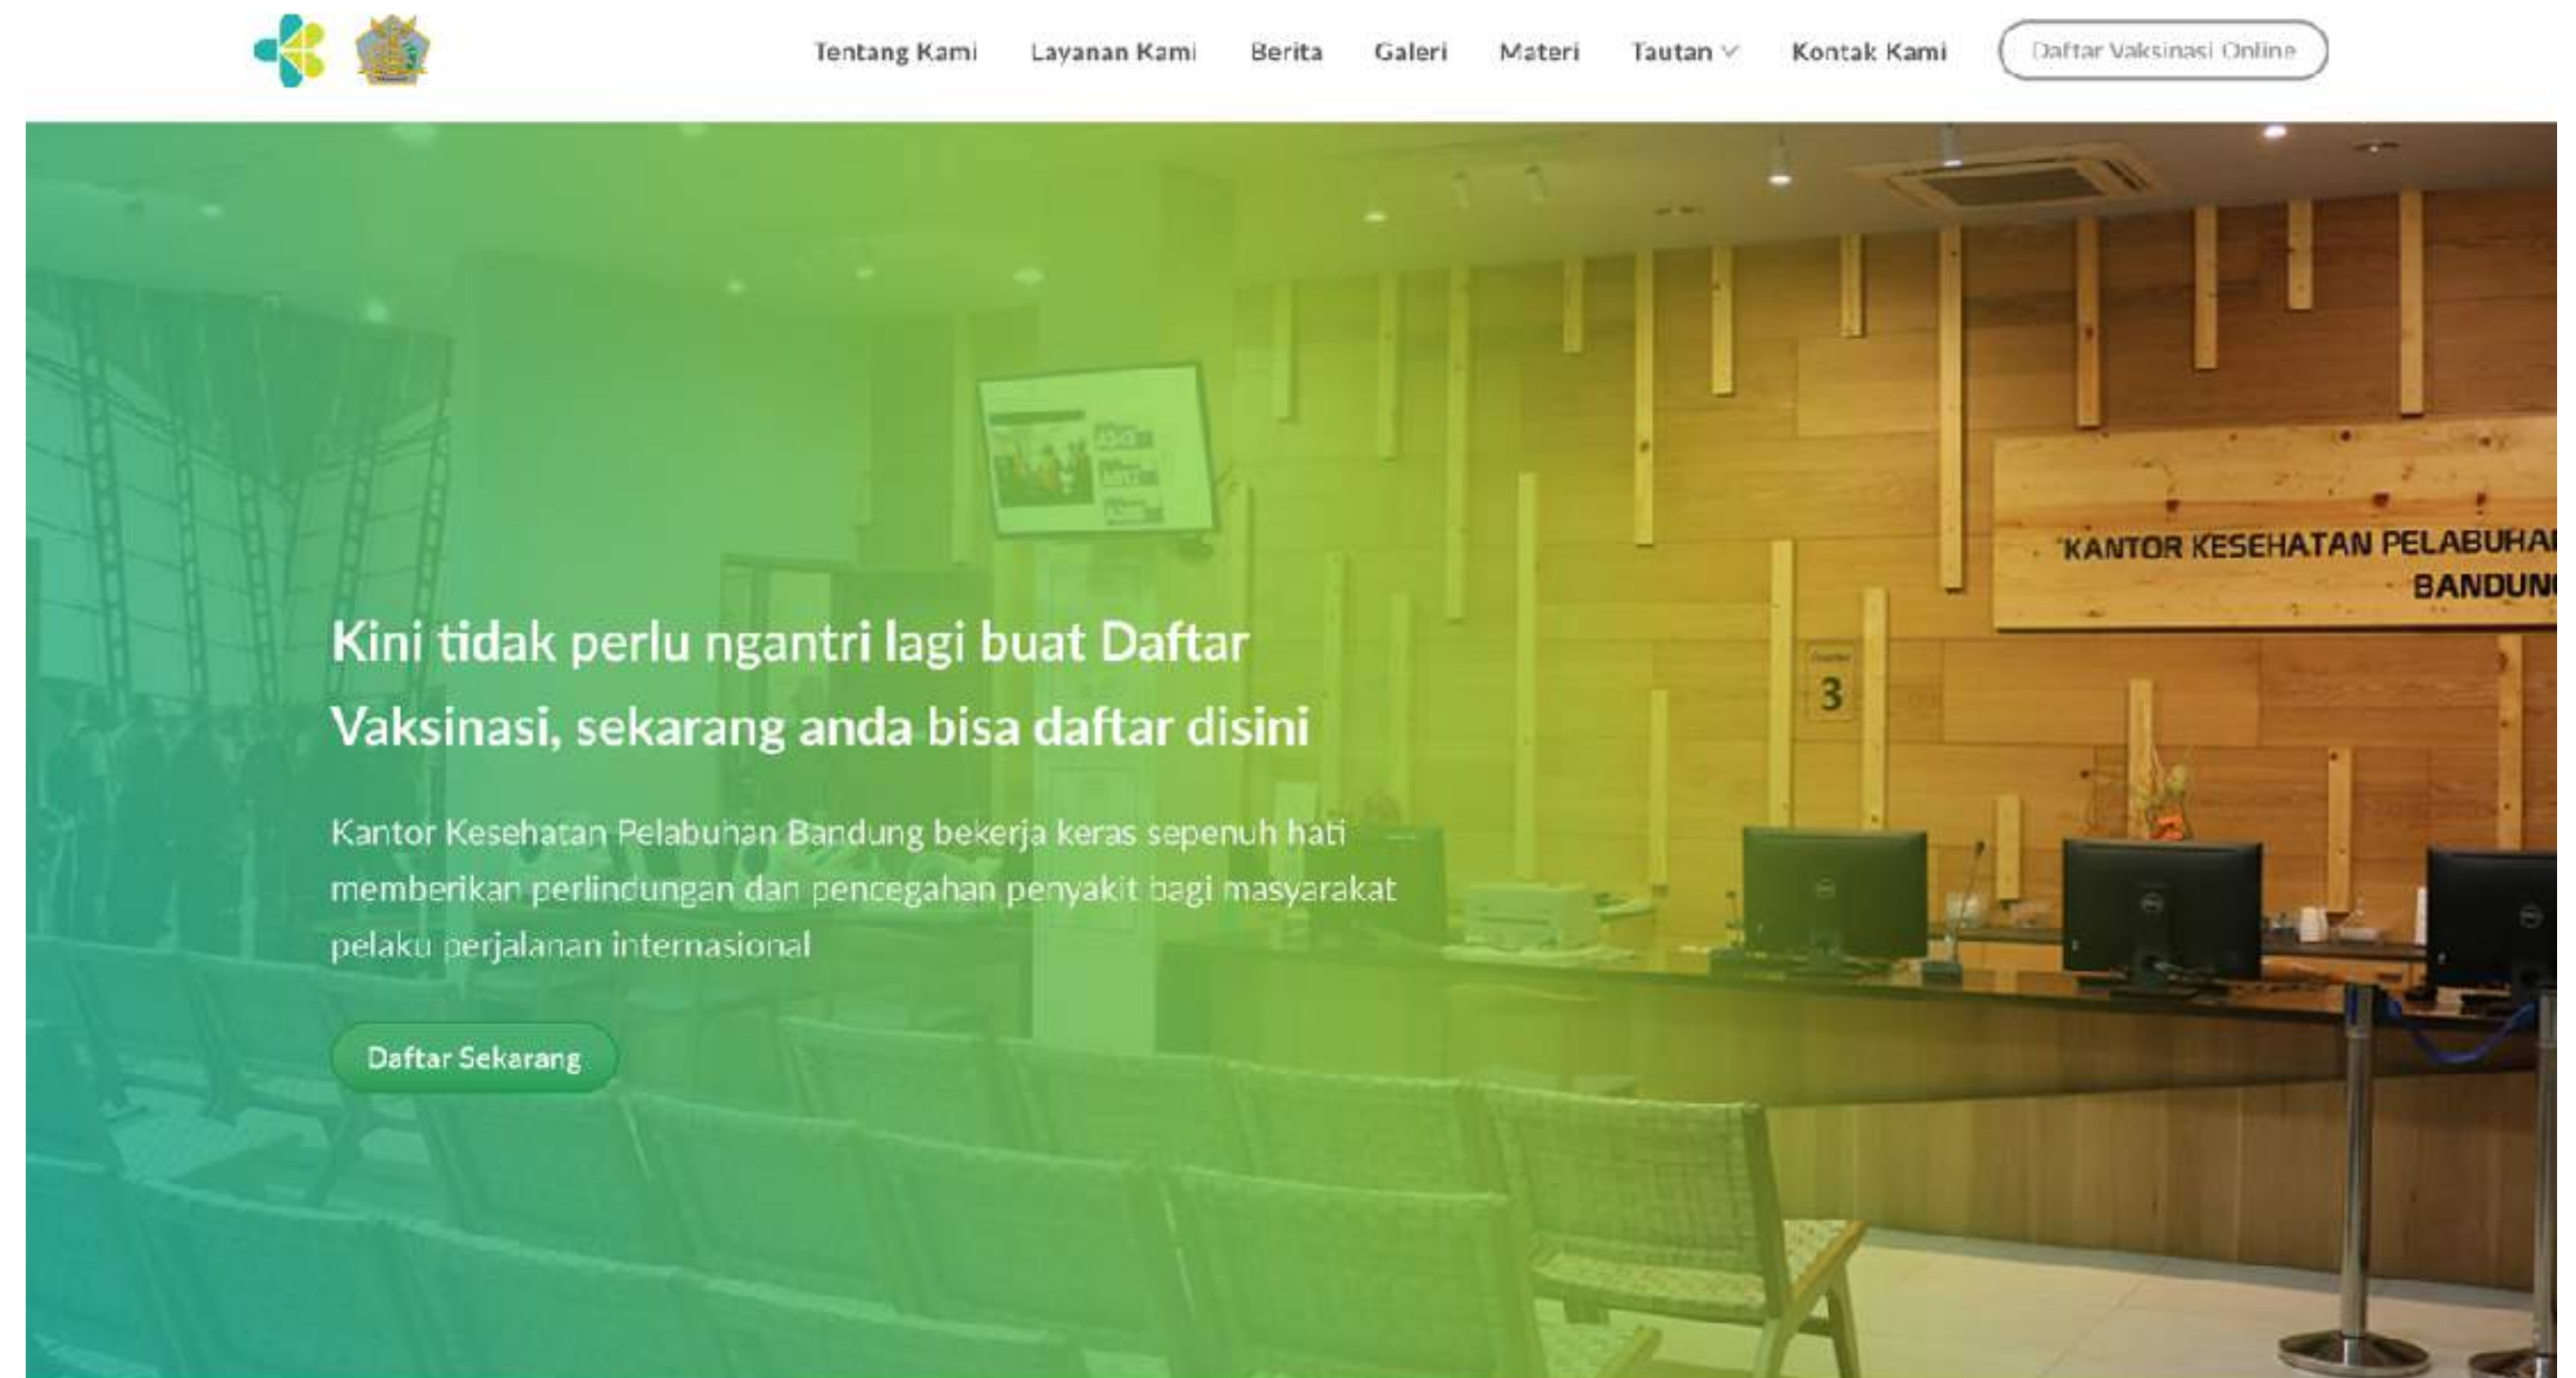 Tentang Kami
Layanan Kami
Berita
Galeri
Materi
Tautan
Kontak Kami
Daftar Vaksinasi Online
"KANTOR KESEHATAN PELABUHA
BANDUN
Kini tidak perlu ngantri lagi buat Daftar
Vaksinasi, sekarang anda bisa daftar disini
3
Kantor Kesehatan Pelabuhan Bandung bekerja keras sepenuh hati
memberikan perlindungan dan pencegahan penyakit bagi masyarakat
pelaku perjalanan internasional
Daftar Sekarang